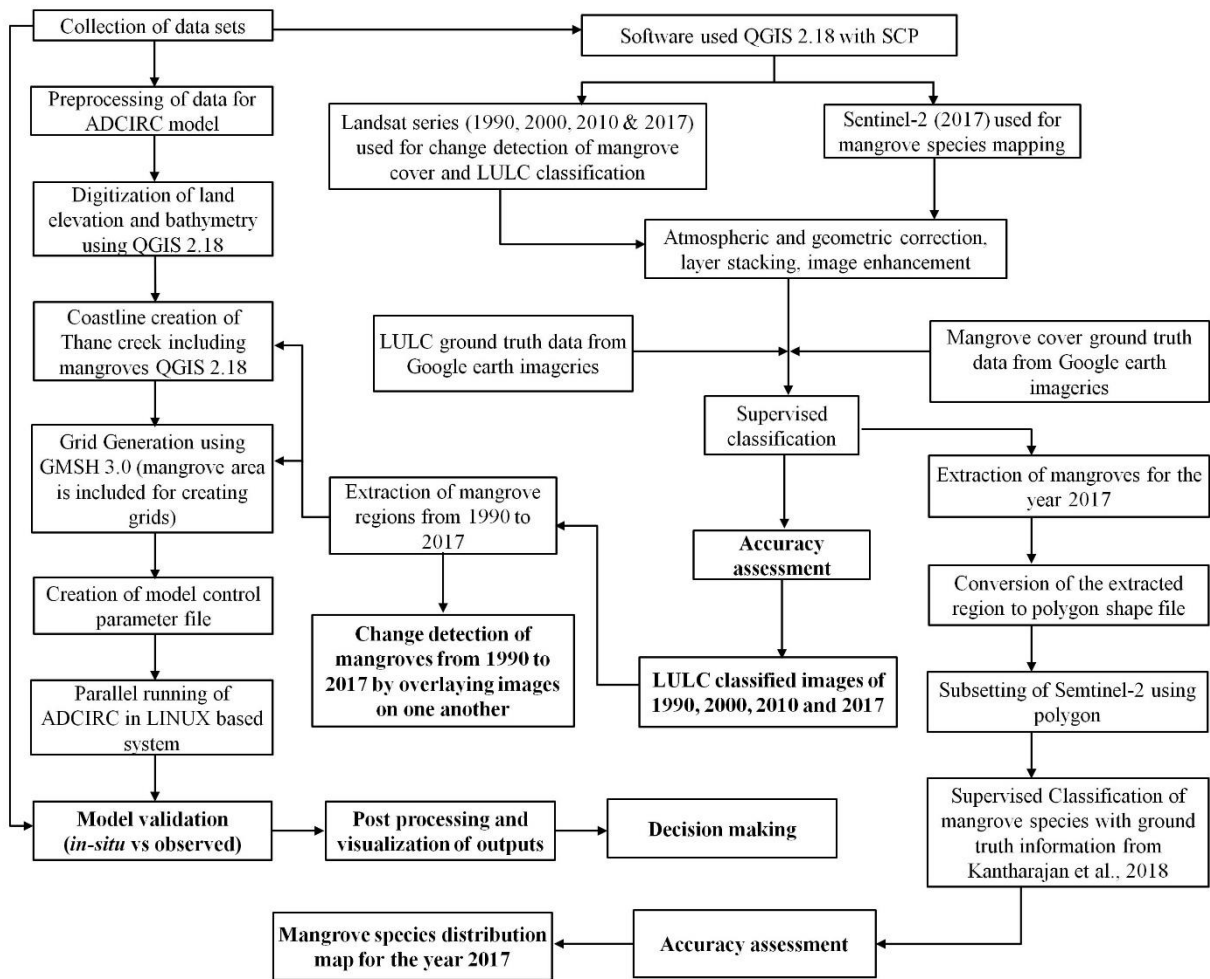 Collection of data sets
Software used QGIS 2.18 with SCP
Preprocessing of data for
ADCIRC model
Landsat series (1990, 2000, 2010 & 2017)
used for change detection of mangrove
cover and LULC classification
Sentinel-2 (2017) used for
mangrove species mapping
Digitization of land
elevation and bathymetry
using QGIS 2.18
Atmospheric and geometric correction,
layer stacking, image enhancement
Coastline creation of
Thane creek including
mangroves QGIS 2.18
LULC ground truth data from
Google earth imageries
Mangrove cover ground truth
data from Google earth
imageries
Supervised
classification
Grid Generation using
GMSH 3.0 (mangrove area
is included for creating
grids)
Extraction of mangrove
regions from 1990 to
2017
Extraction of mangroves for the
year 2017
Accuracy
assessment
Creation of model control
parameter file
Conversion of the extracted
region to polygon shape file
Change detection of
mangroves from 1990 to
2017 by overlaying images
on one another
LULC classified images of
1990, 2000, 2010 and 2017
Subsetting of Semtinel-2 using
polygon
Parallel running of
ADCIRC in LINUX based
system
Model validation
(in-situ vs observed)
Post processing and
visualization of outputs
Decision making
Supervised Classification of
mangrove species with ground
truth information from
Kantharajan et al., 2018
Mangrove species distribution
map for the year 2017
Accuracy assessment